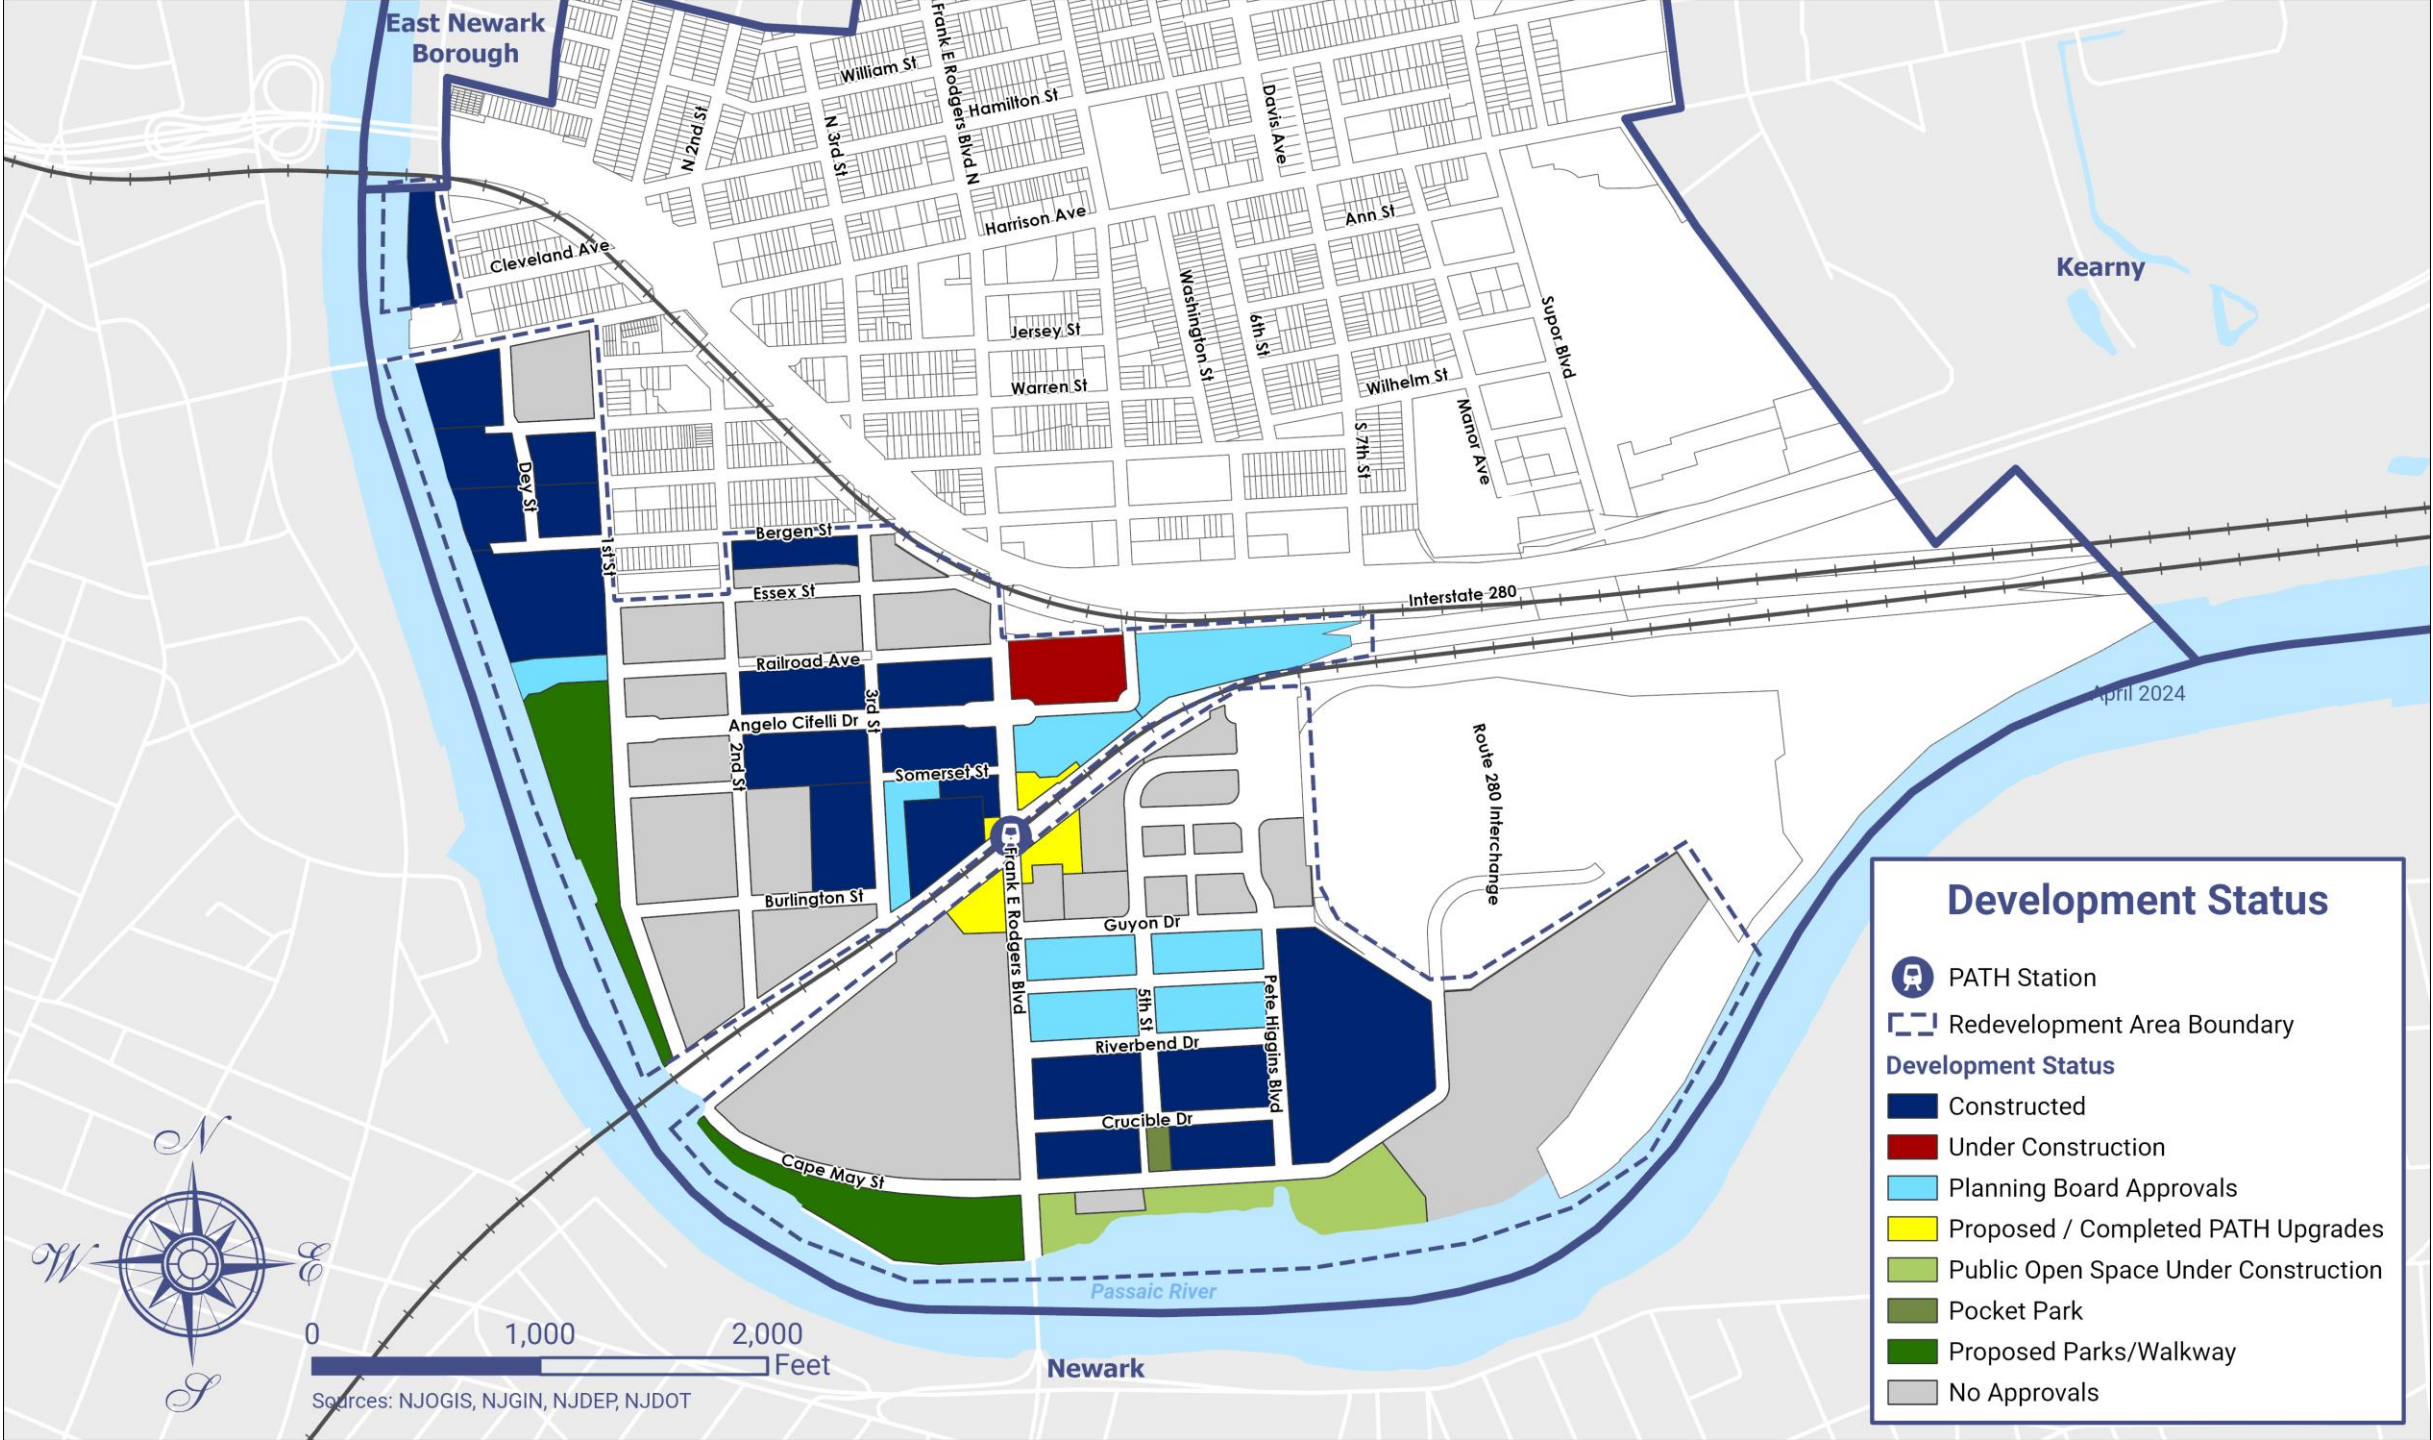 East Newark
Borough
William St
Frank E Rodgers Blvd N
Hamilton St
N 2nd St
N 3rd St
Davis Ave
Harrison Ave
Ann St
Cleveland Ave
Kearny
Washington St
6th St
Supor Blvd
Jersey St
Warren St
Wilhelm St
Manor Ave
S 7th St
Dey St
Bergen St
1st St
Essex St
Interstate 280
Railroad Ave
April 2024
3rd St
Angelo Cifelli Dr
2nd St
Somerset St
Route 280 Interchange
Burlington St
Frank E Rodgers Blvd
Guyon Dr
5th St
Pete Higgins Blvd
Riverbend Dr
Crucible Dr
Cape May St
Passaic River
Newark
N
W
E
S
0
1,000
2,000
Feet
Sources: NJOGIS, NJGIN, NJDEP, NJDOT
Development Status
PATH Station
Redevelopment Area Boundary
Development Status
Constructed
Under Construction
Planning Board Approvals
Proposed / Completed PATH Upgrades
Public Open Space Under Construction
Pocket Park
Proposed Parks/Walkway
No Approvals